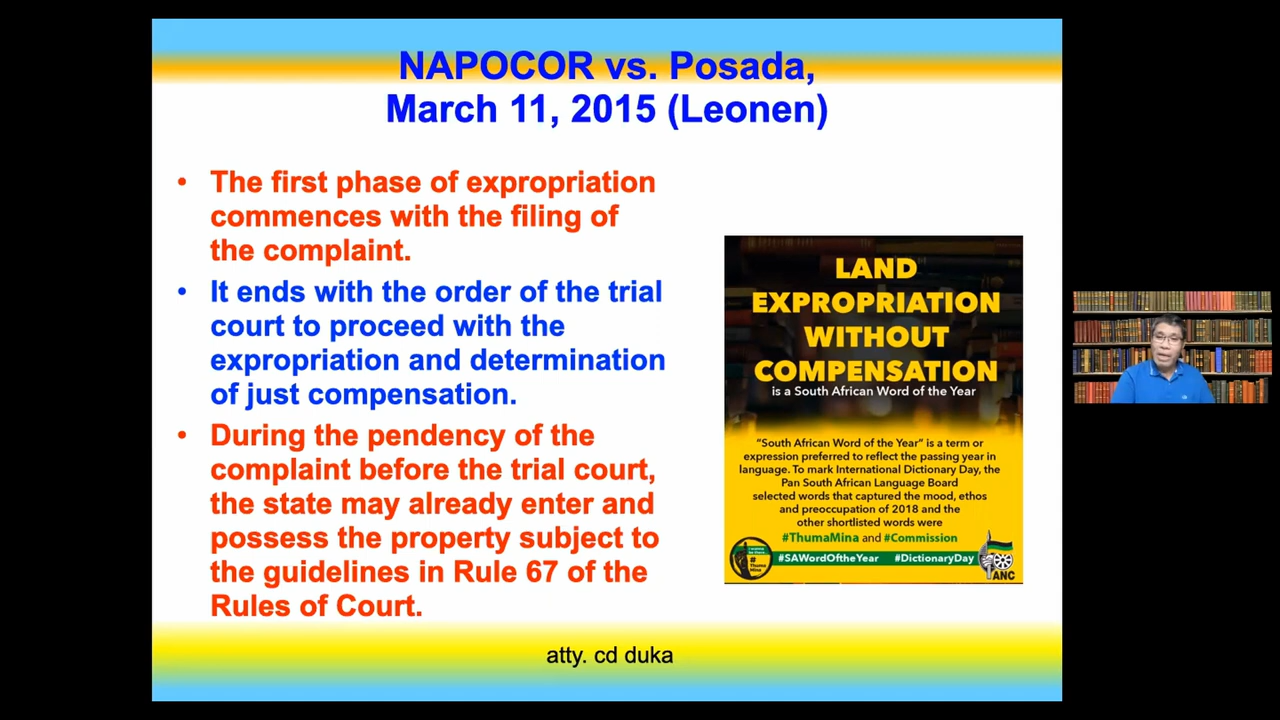 NAPOCOR vs. Posada,
March 11, 2015 (Leonen)
• The first phase of expropriation
commences with the filing of
the complaint.
• It ends with the order of the trial
court to proceed with the
expropriation and determination
of just compensation.
• During the pendency of the
complaint before the trial court,
the state may already enter and
possess the property subject to
the guidelines in Rule 67 of the
Rules of Court.
LAND
EXPROPRIATION
WITHOUT
COMPENSATION
is a South African Word of the Year
“South African Word of the Year” is a term or
expression preferred to reflect the passing year in
language. To mark International Dictionary Day, the
Pan South African Language Board
selected words that captured the mood, ethos
and preoccupation of 2018 and the
other shortlisted words were
#ThumaMina and #Commission
#SAWordOftheYear #DictionaryDay
#
Thuma
Mina
ANC
atty. cd duka